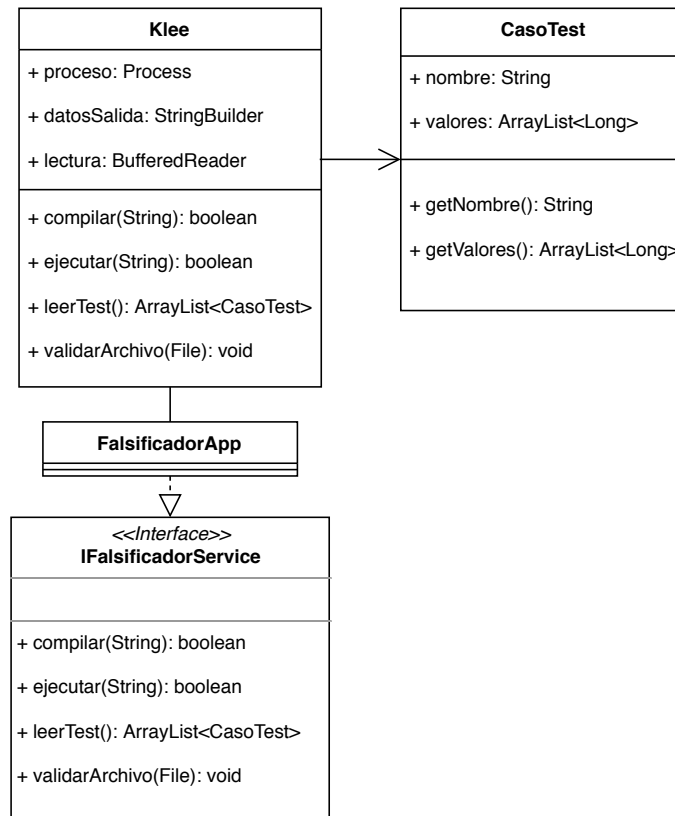 Klee
+ proceso: Process
+ datosSalida: StringBuilder
+ lectura: BufferedReader
+ compilar(String): boolean
+ ejecutar(String): boolean
+ leerTest(): ArrayList<CasoTest>
+ validarArchivo(File): void
CasoTest
+ nombre: String
+ valores: ArrayList<Long>
+ getNombre(): String
+ getValores(): ArrayList<Long>
FalsificadorApp
<<Interface>>
IFalsificadorService
+ compilar(String): boolean
+ ejecutar(String): boolean
+ leerTest(): ArrayList<CasoTest>
+ validarArchivo(File): void